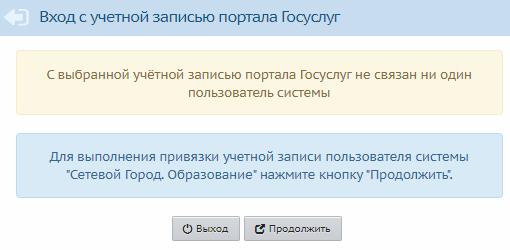 Вход с учетной записью портала Госуслуг
С выбранной учётной записью портала Госуслуг не связан ни один
пользователь системы
Для выполнения привязки учетной записи пользователя системы
"Сетевой Город. Образование" нажмите кнопку "Продолжить".
Выход Продолжить